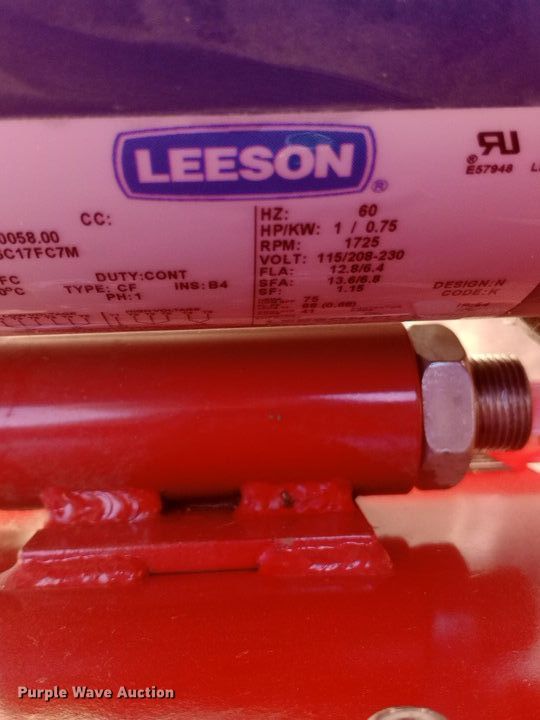 LEESON
®
E57948
CC:
0058.00
C17FC7M
DUTY:CONT
TYPE: CF INS:B4
PH:1
HZ: 60
HP/KW: 1 / 0.75
RPM: 1725
VOLT: 115/208-230
FLA: 12.8/6.4
SFA: 13.6/6.8
SF: 1.15
75
DESIGN:N
CODE:K
Purple Wave Auction